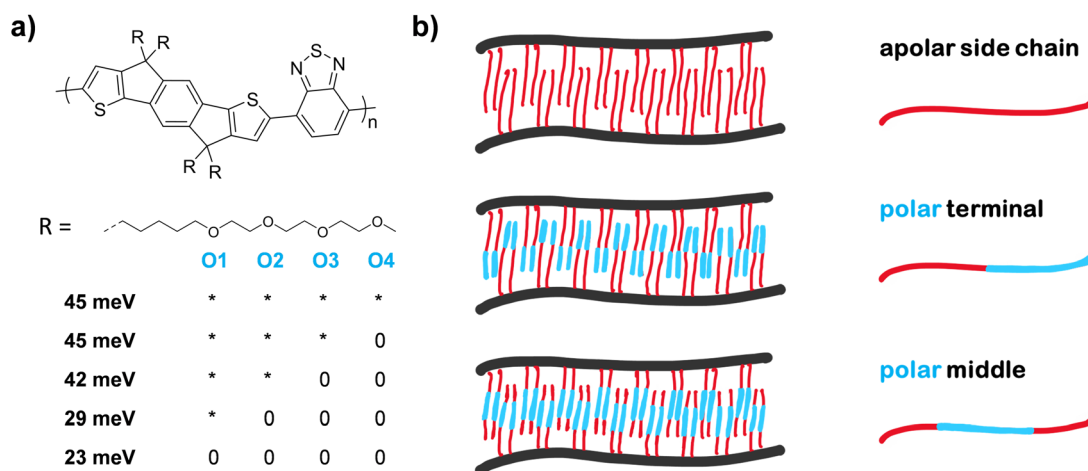 a)
R
R
S
S
N
N
S
R
R
n
R =
O
O
O
O
O1 O2 O3 O4
45 meV * * * *
45 meV * * * 0
42 meV * * 0 0
29 meV * 0 0 0
23 meV 0 0 0 0
b)
apolar side chain
polar terminal
polar middle